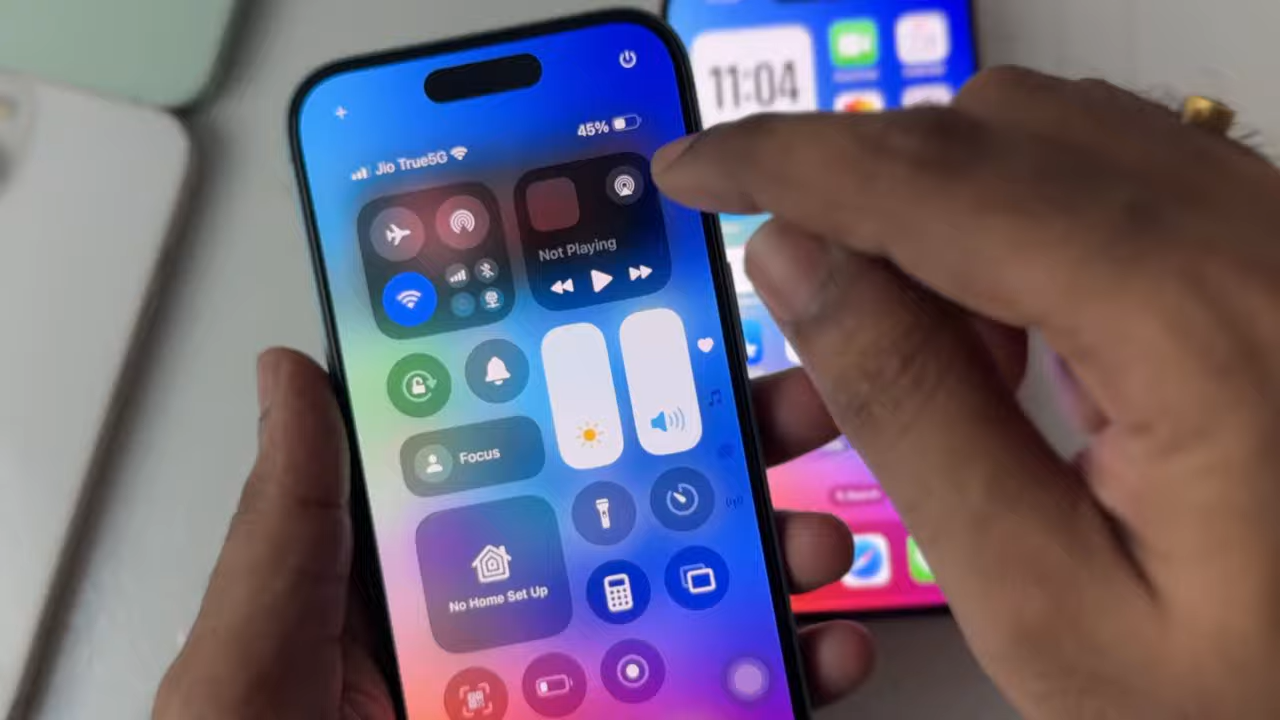 11:04
45%
Jio True5G
Not Playing
Focus
No Home Set Up